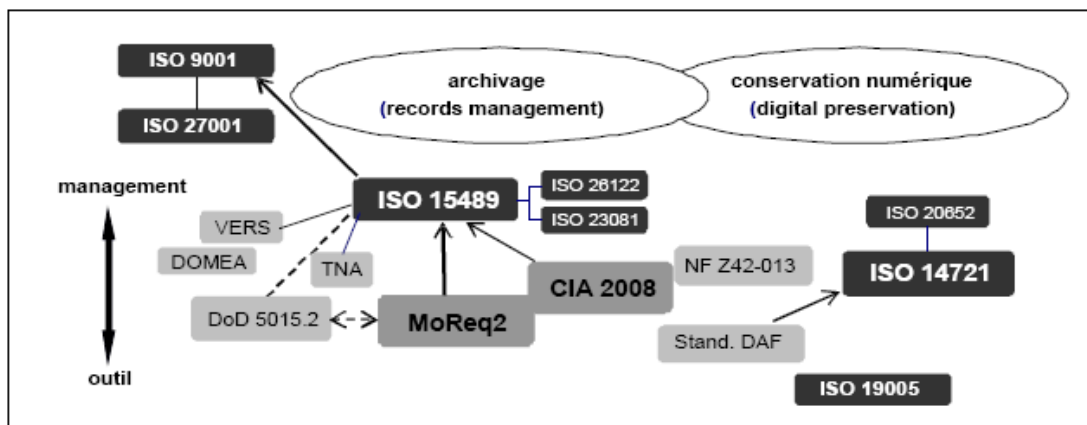 ISO 9001
archivage
(records management)
conservation numérique
(digital preservation)
ISO 27001
management
ISO 15489
ISO 26122
ISO 23081
ISO 20652
VERS
DOMEA
TNA
CIA 2008
NF Z42-013
ISO 14721
DoD 5015.2
MoReq2
Stand. DAF
outil
ISO 19005